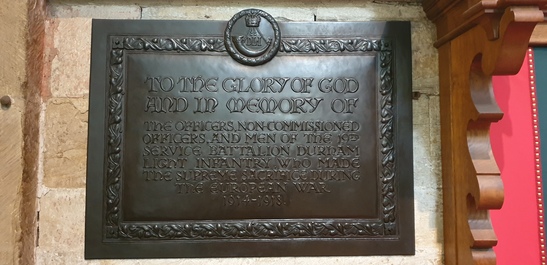 TO THE GLORY OF GOD
AND IN MEMORY OF
THE OFFICERS, NON-COMMISSIONED
OFFICERS, AND MEN OF THE
SERVICE BATTALION DURHAM
LIGHT INFANTRY WHO MADE
THE SUPREME SACRIFICE DURING
THE EUROPEAN WAR
1914-1918